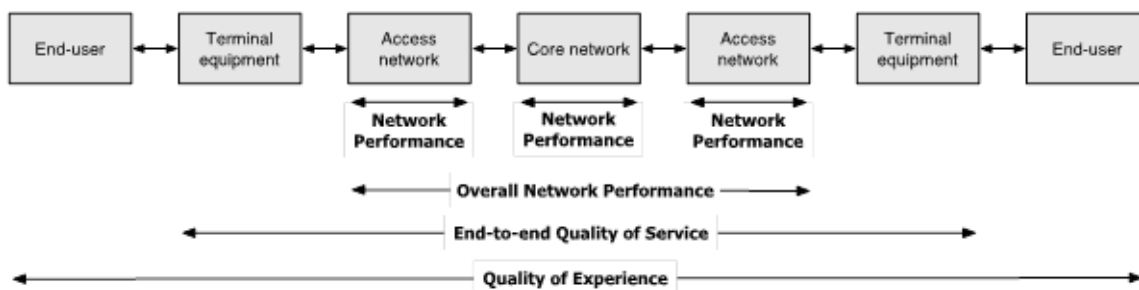 End-user
Terminal
equipment
Access
network
Core network
Access
network
Terminal
equipment
End-user
Network
Performance
Network
Performance
Network
Performance
Overall Network Performance
End-to-end Quality of Service
Quality of Experience